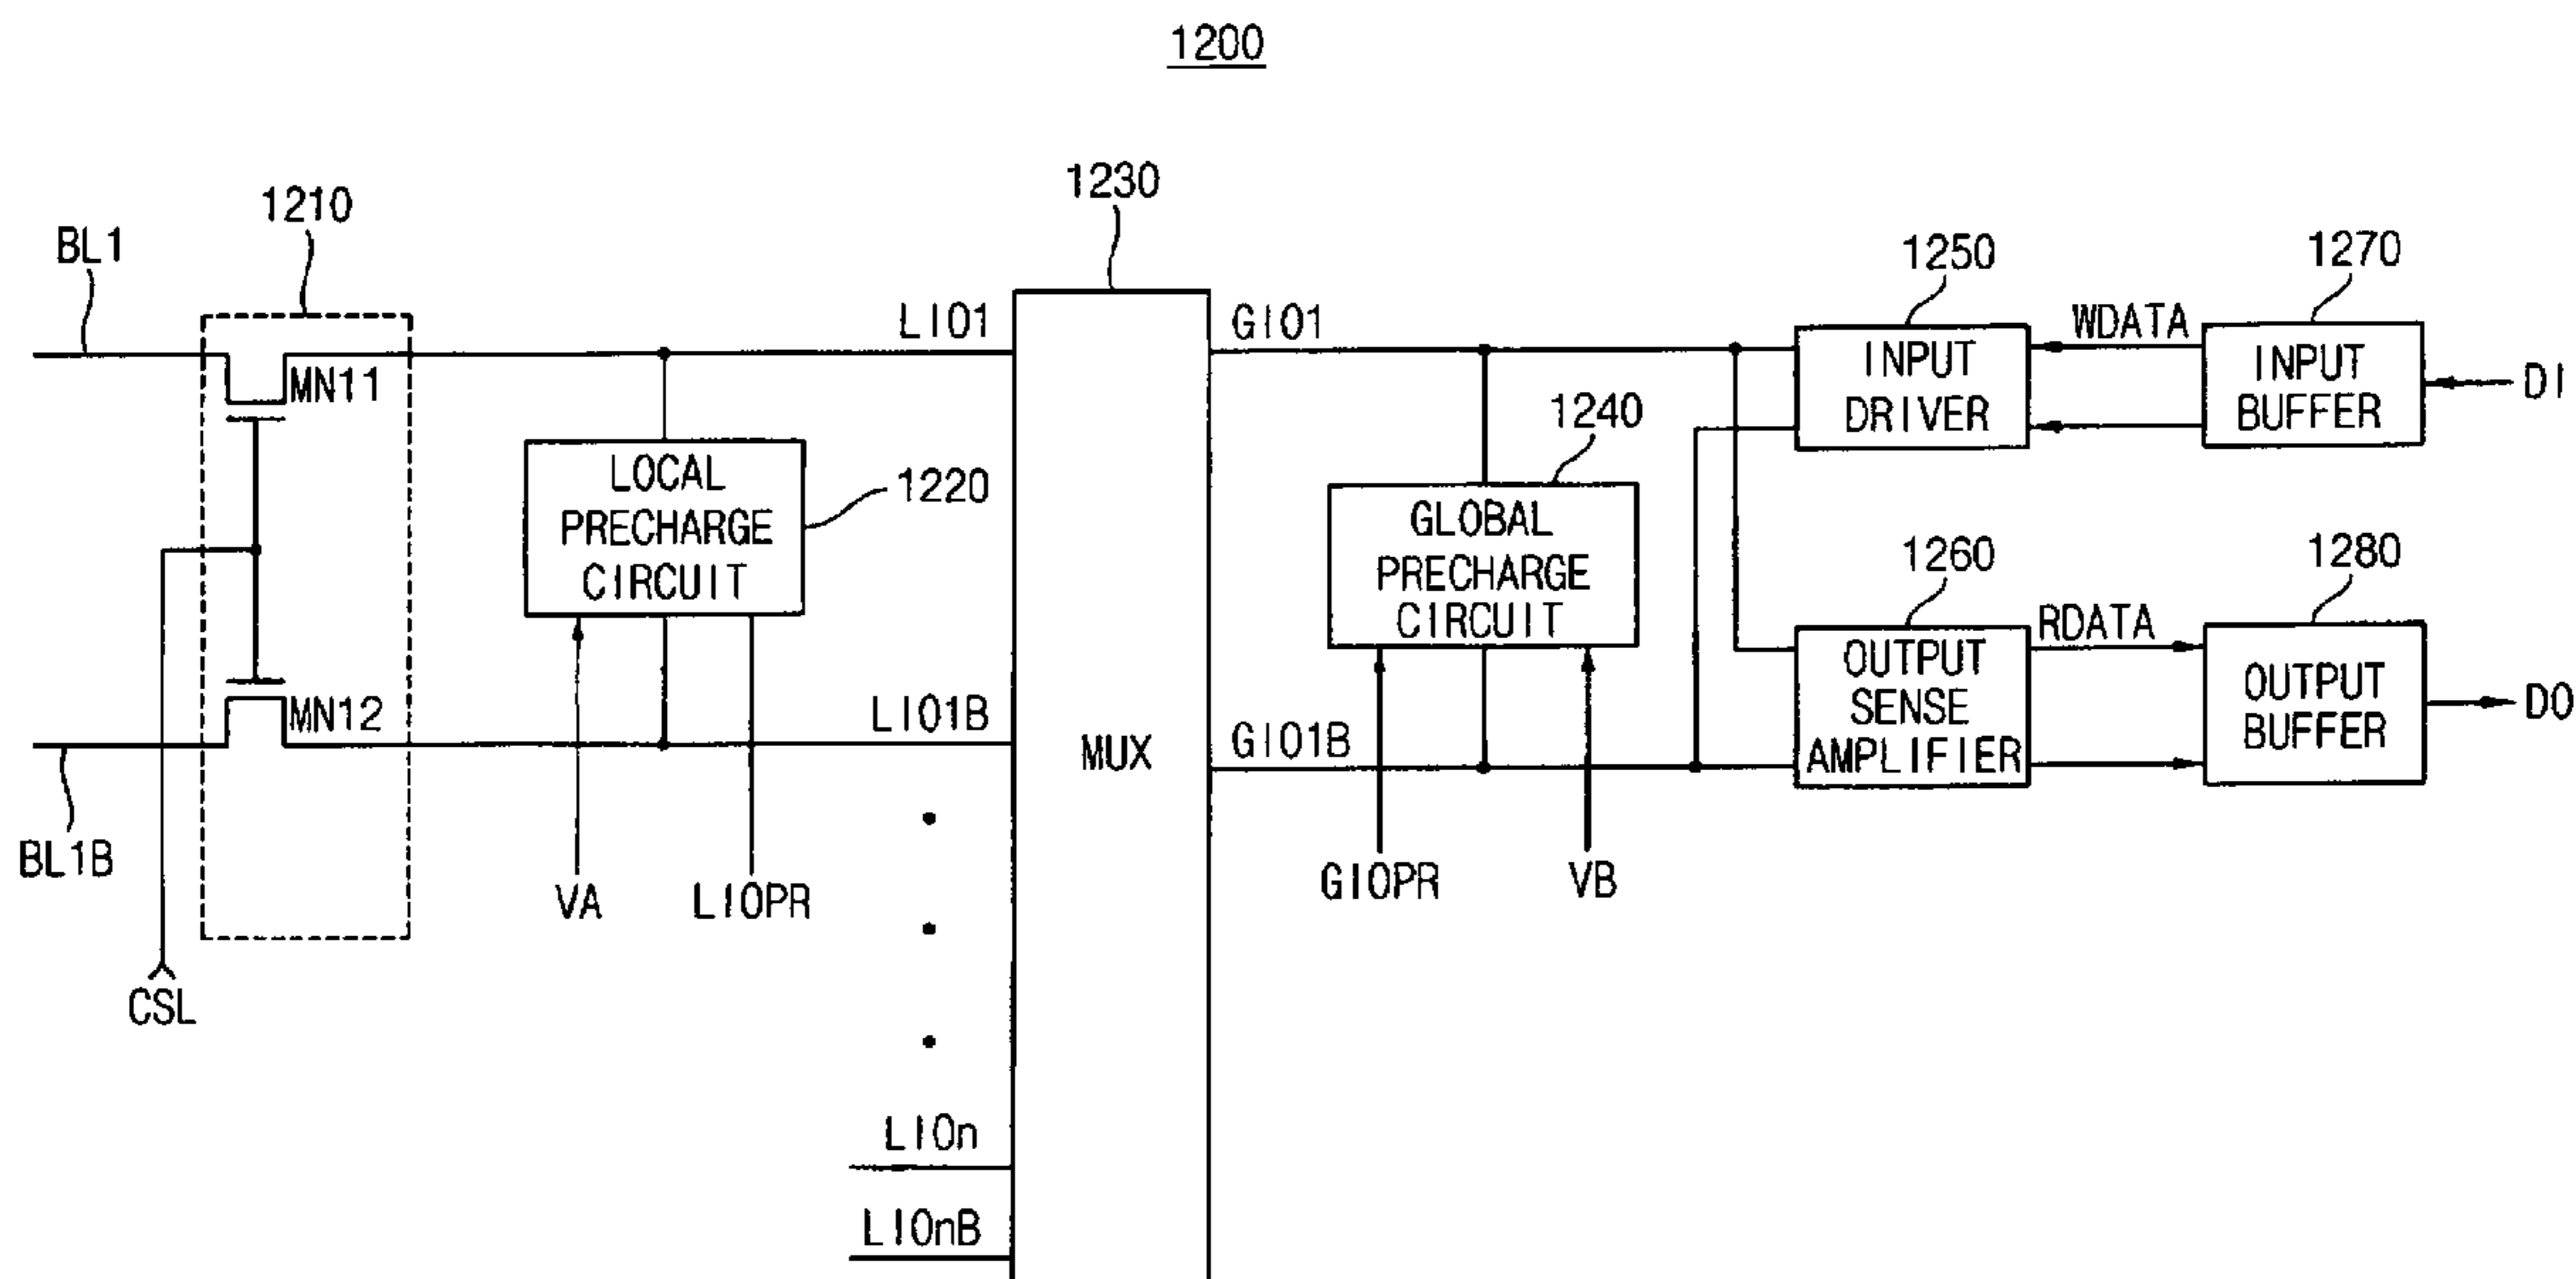 1200
1210
1230
1250
1270
BL1
LIO1
GIO1
WDATA
INPUT
DRIVER
INPUT
BUFFER
DI
MN11
1240
LOCAL
PRECHARGE
CIRCUIT
1220
GLOBAL
PRECHARGE
CIRCUIT
1260
1280
RDATA
OUTPUT
SENSE
AMPLIFIER
OUTPUT
BUFFER
DO
MN12
LIO1B
MUX
GIO1B
BL1B
VA
LIOPR
GIOPR
VB
CSL
LIOn
LIOnB